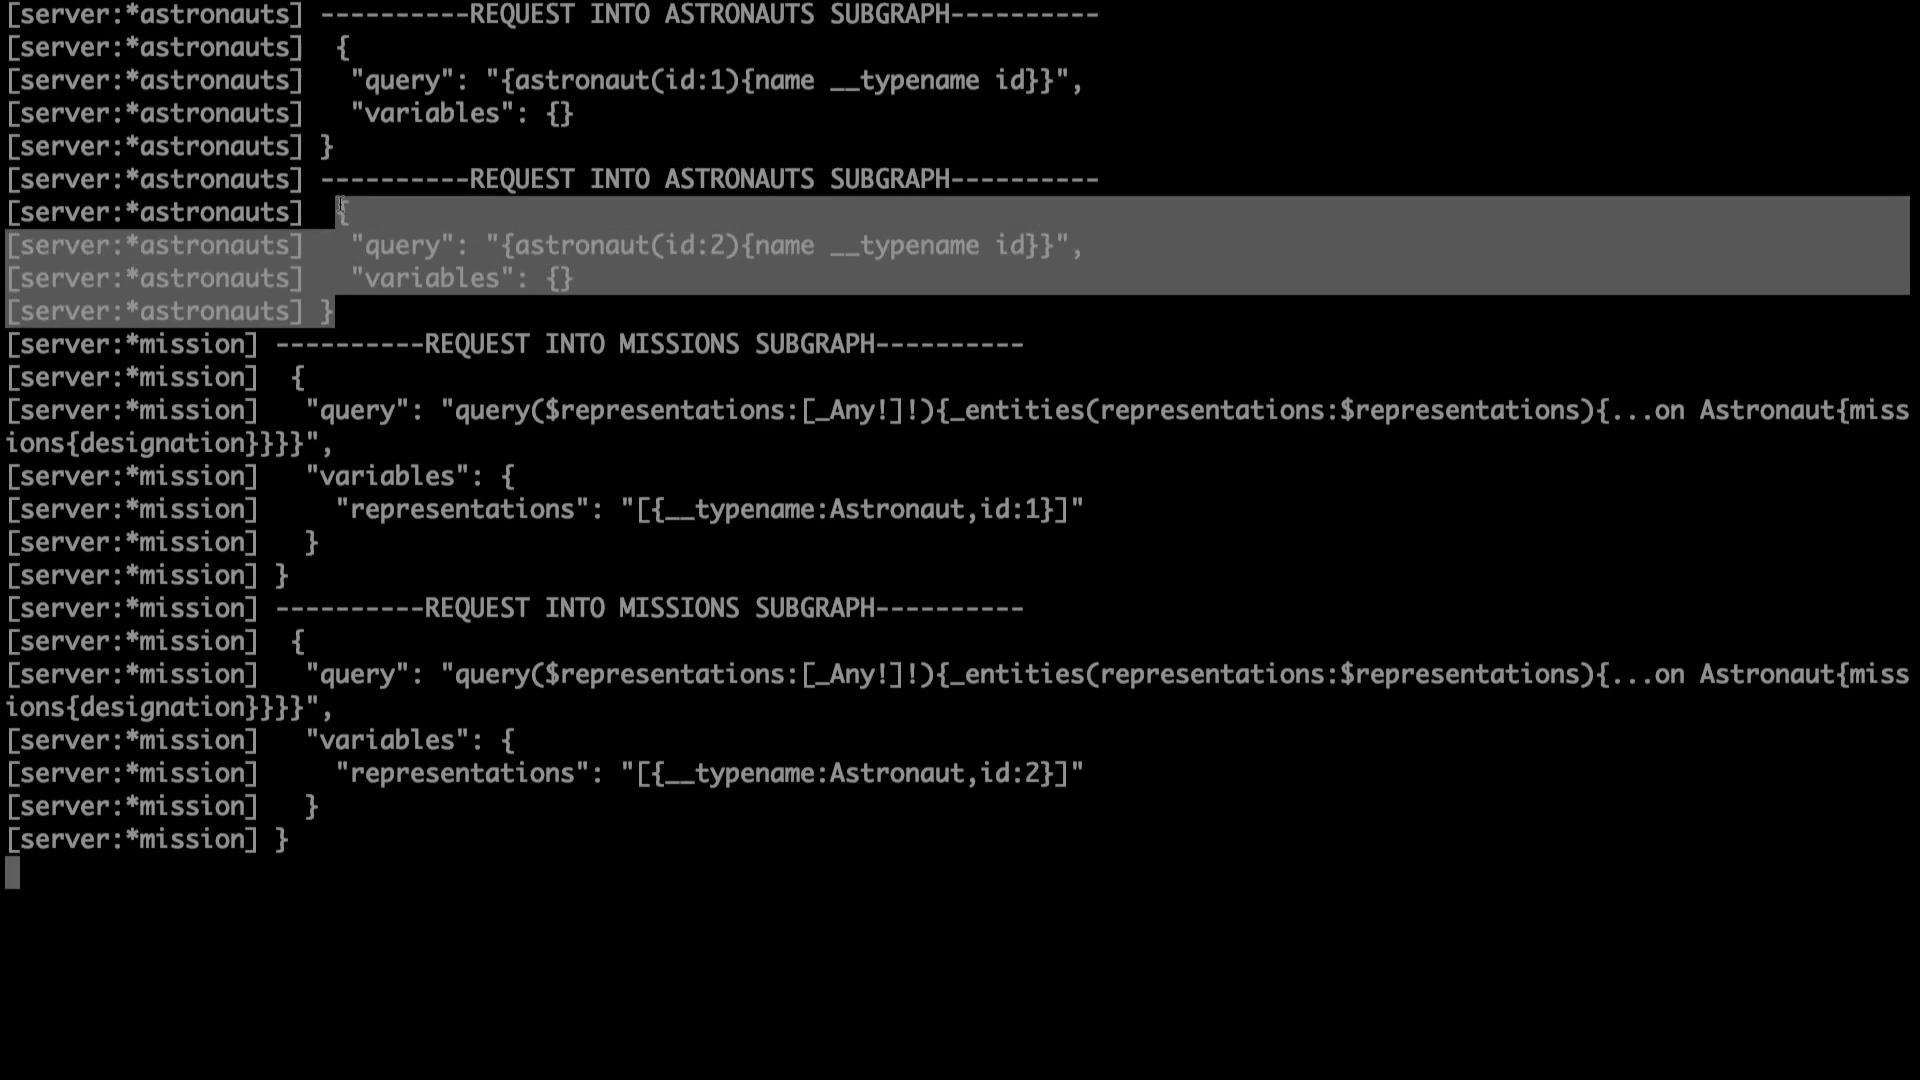 [server:*astronauts] ----------REQUEST INTO ASTRONAUTS SUBGRAPH----------
[server:*astronauts]  {
[server:*astronauts]   "query": "{astronaut(id:1){name __typename id}}",
[server:*astronauts]   "variables": {}
[server:*astronauts] }
[server:*astronauts] ----------REQUEST INTO ASTRONAUTS SUBGRAPH----------
[server:*astronauts]  {
[server:*astronauts]   "query": "{astronaut(id:2){name __typename id}}",
[server:*astronauts]   "variables": {}
[server:*astronauts] }
[server:*mission] ----------REQUEST INTO MISSIONS SUBGRAPH----------
[server:*mission]  {
[server:*mission]   "query": "query($representations:[_Any!]!){_entities(representations:$representations){...on Astronaut{miss
ions{designation}}}}",
[server:*mission]   "variables": {
[server:*mission]     "representations": "[{__typename:Astronaut,id:1}]"
[server:*mission]   }
[server:*mission] }
[server:*mission] ----------REQUEST INTO MISSIONS SUBGRAPH----------
[server:*mission]  {
[server:*mission]   "query": "query($representations:[_Any!]!){_entities(representations:$representations){...on Astronaut{miss
ions{designation}}}}",
[server:*mission]   "variables": {
[server:*mission]     "representations": "[{__typename:Astronaut,id:2}]"
[server:*mission]   }
[server:*mission] }